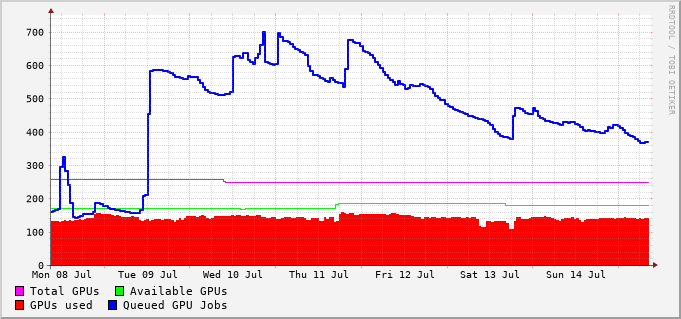 700
600
500
400
300
200
100
0
Mon 08 Jul Tue 09 Jul Wed 10 Jul Thu 11 Jul Fri 12 Jul Sat 13 Jul Sun 14 Jul
Total GPUs Available GPUs
GPUs used Queued GPU Jobs
RRDTOOL / TOBI OETIKER